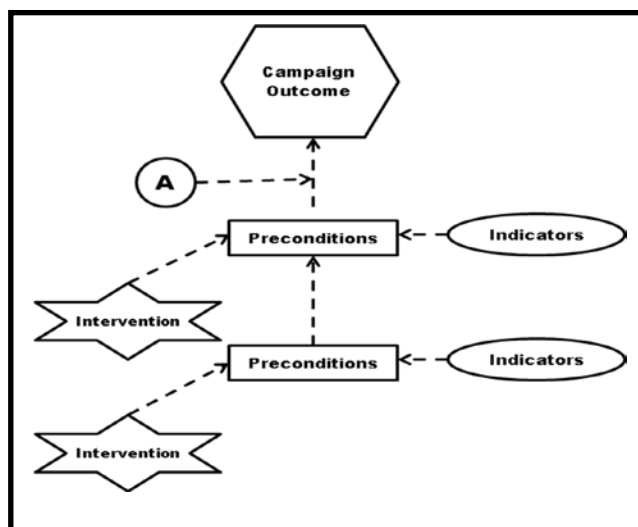 Campaign
Outcome
A
Preconditions
Indicators
Intervention
Preconditions
Indicators
Intervention